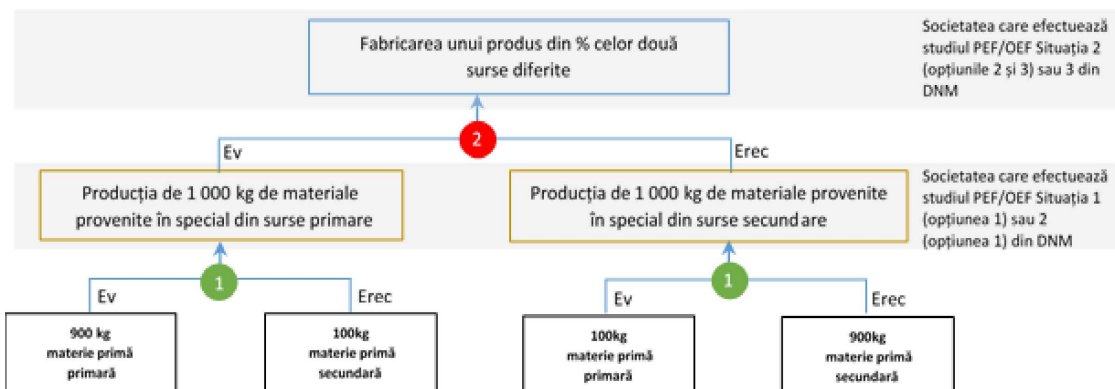 Fabricarea unui produs din % celor două
surse diferite
Societatea care efectuează
studiul PEF/OEF Situația 2
(opțiunile 2 și 3) sau 3 din
DNM
2
Ev
Erec
Producția de 1 000 kg de materiale
provenite în special din surse primare
Producția de 1 000 kg de materiale provenite
în special din surse secundare
Societatea care efectuează
studiul PEF/OEF Situația 1
(opțiunea 1) sau 2
(opțiunea 1) din DNM
1
Ev
Erec
1
Ev
Erec
900 kg
materie primă
primară
100kg
materie primă
secundară
100kg
materie primă
primară
900kg
materie primă
secundară